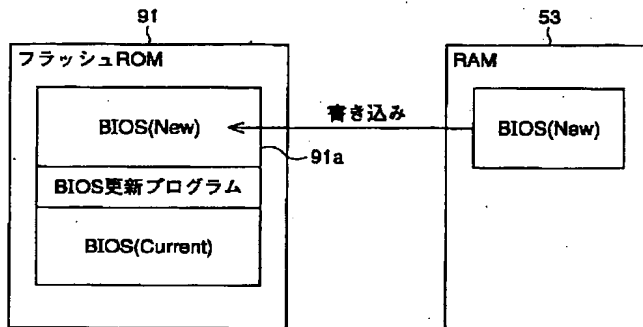 91
53
フラッシュROM
RAM
BIOS(New)
書き込み
BIOS(New)
91a
BIOS更新プログラム
BIOS(Current)